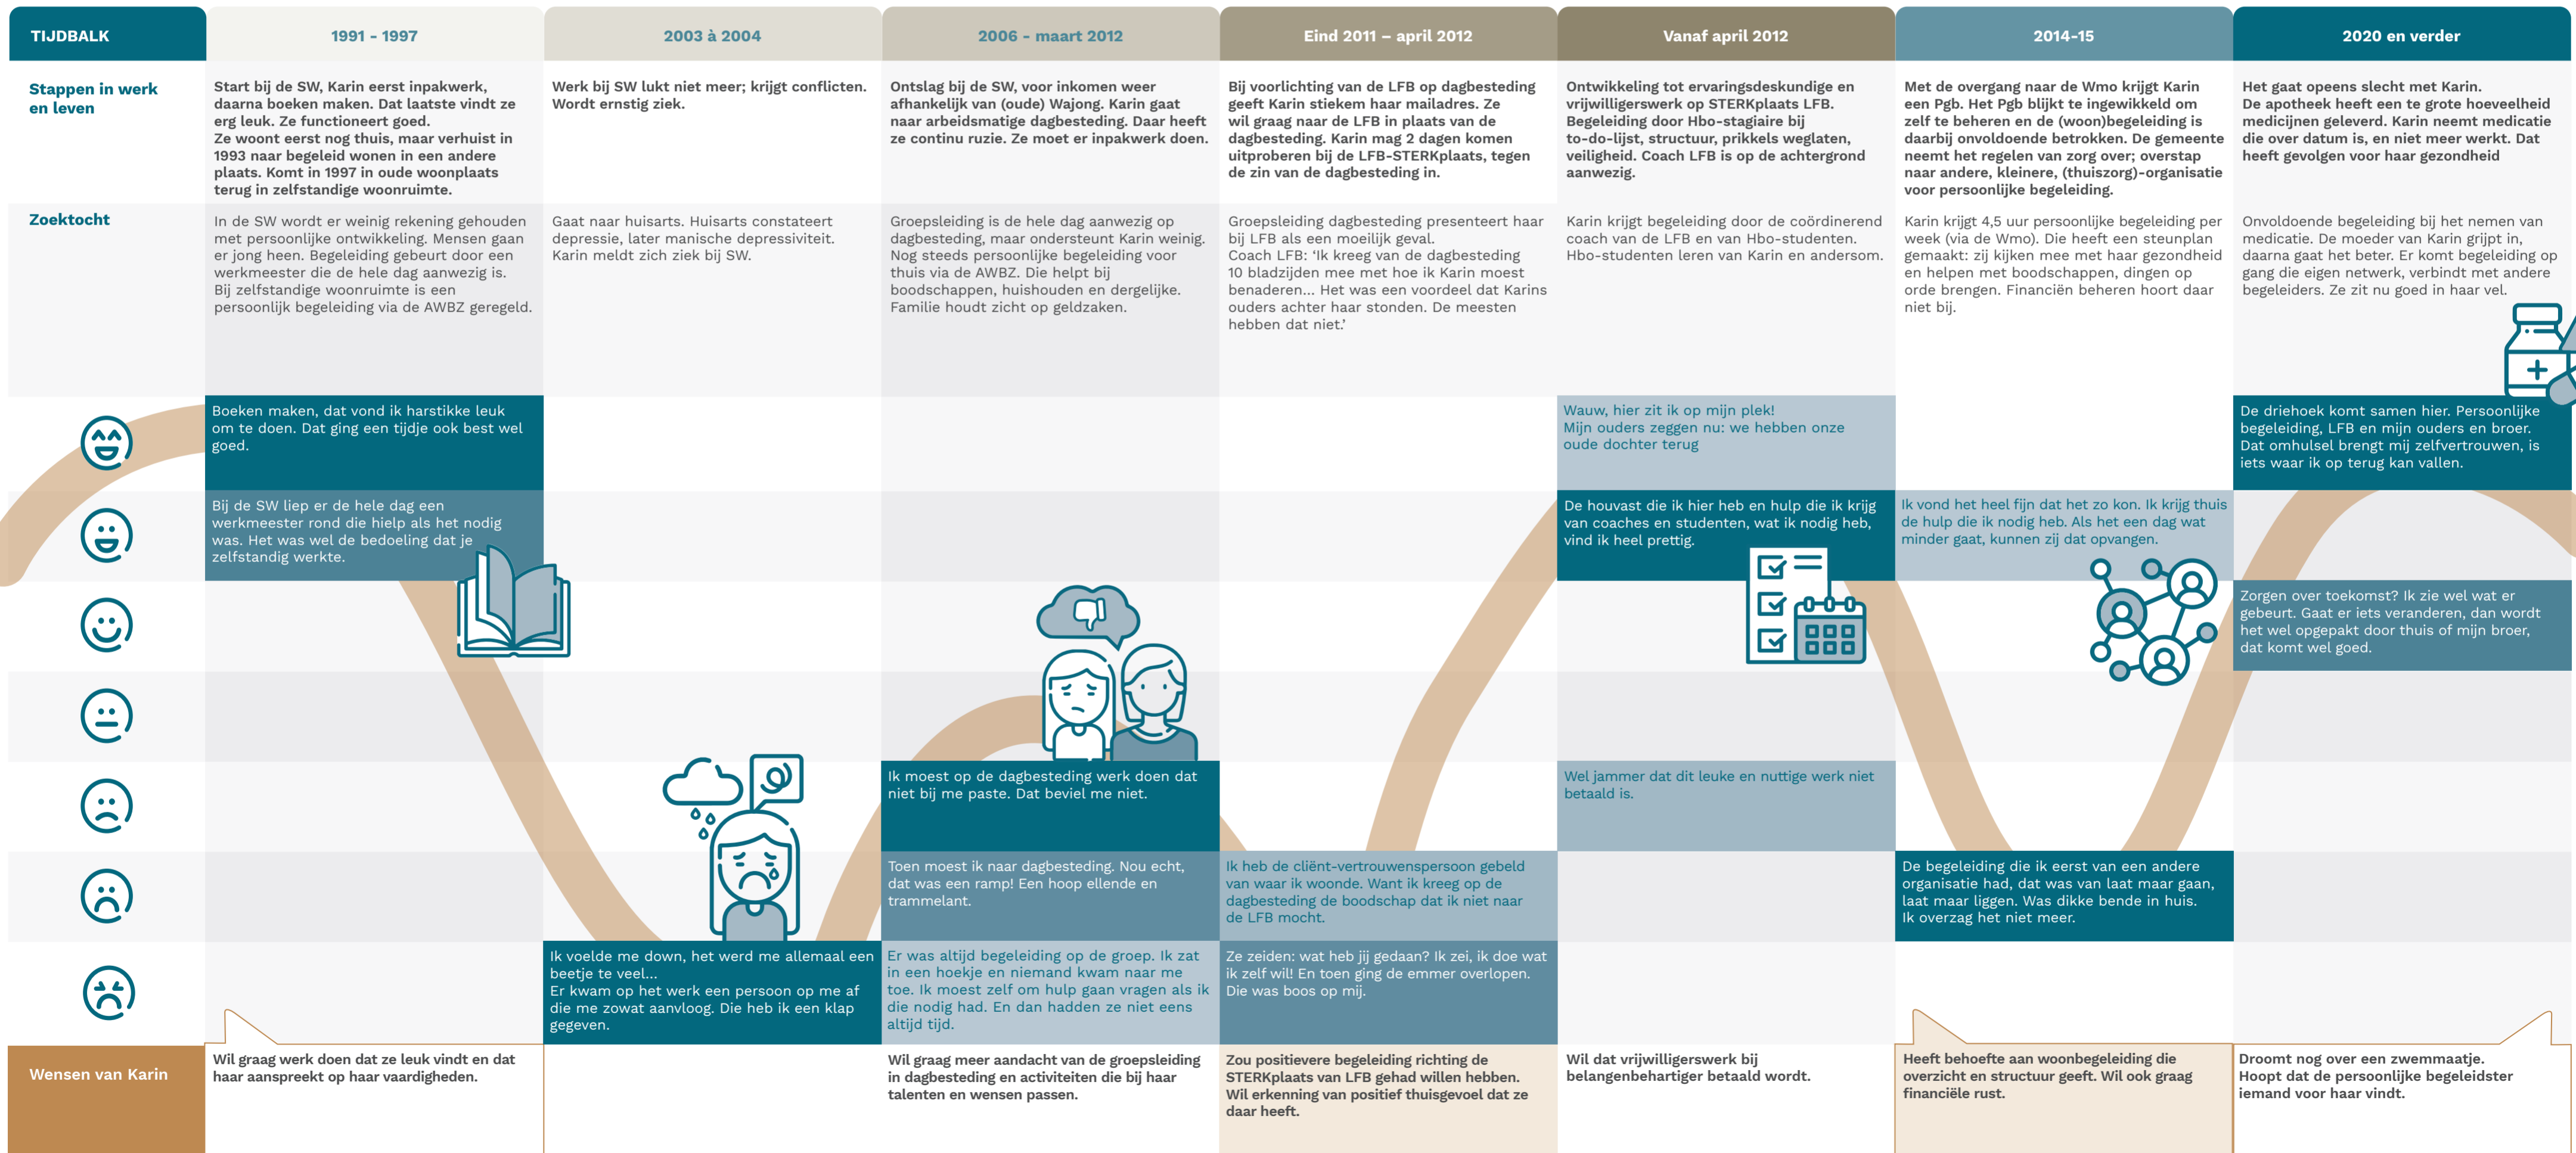 TIJDBALK
1991 - 1997
2003 à 2004
2006 - maart 2012
Eind 2011 – april 2012
Vanaf april 2012
2014-15
2020 en verder
Stappen in werk
en leven
Start bij de SW, Karin eerst inpakwerk,
daarna boeken maken. Dat laatste vindt ze
erg leuk. Ze functioneert goed.
Ze woont eerst nog thuis, maar verhuist in
1993 naar begeleid wonen in een andere
plaats. Komt in 1997 in oude woonplaats
terug in zelfstandige woonruimte.
Werk bij SW lukt niet meer; krijgt conflicten.
Wordt ernstig ziek.
Ontslag bij de SW, voor inkomen weer
afhankelijk van (oude) Wajong. Karin gaat
naar arbeidsmatige dagbesteding. Daar heeft
ze continu ruzie. Ze moet er inpakwerk doen.
Bij voorlichting van de LFB op dagbesteding
geeft Karin stiekem haar mailadres. Ze
wil graag naar de LFB in plaats van de
dagbesteding. Karin mag 2 dagen komen
uitproberen bij de LFB-STERKplaats, tegen
de zin van de dagbesteding in.
Ontwikkeling tot ervaringsdeskundige en
vrijwilligerswerk op STERKplaats LFB.
Begeleiding door Hbo-stagiaire bij
to-do-lijst, structuur, prikkels weglaten,
veiligheid. Coach LFB is op de achtergrond
aanwezig.
Met de overgang naar de Wmo krijgt Karin
een Pgb. Het Pgb blijkt te ingewikkeld om
zelf te beheren en de (woon)begeleiding is
daarbij onvoldoende betrokken. De gemeente
neemt het regelen van zorg over; overstap
naar andere, kleinere, (thuiszorg)-organisatie
voor persoonlijke begeleiding.
Het gaat opeens slecht met Karin.
De apotheek heeft een te grote hoeveelheid
medicijnen geleverd. Karin neemt medicatie
die over datum is, en niet meer werkt. Dat
heeft gevolgen voor haar gezondheid
Zoektocht
In de SW wordt er weinig rekening gehouden
met persoonlijke ontwikkeling. Mensen gaan
er jong heen. Begeleiding gebeurt door een
werkmeester die de hele dag aanwezig is.
Bij zelfstandige woonruimte is een
persoonlijk begeleiding via de AWBZ geregeld.
Gaat naar huisarts. Huisarts constateert
depressie, later manische depressiviteit.
Karin meldt zich ziek bij SW.
Groepsleiding is de hele dag aanwezig op
dagbesteding, maar ondersteunt Karin weinig.
Nog steeds persoonlijke begeleiding voor
thuis via de AWBZ. Die helpt bij
boodschappen, huishouden en dergelijke.
Familie houdt zicht op geldzaken.
Groepsleiding dagbesteding presenteert haar
bij LFB als een moeilijk geval.
Coach LFB: ‘Ik kreeg van de dagbesteding
10 bladzijden mee met hoe ik Karin moest
benaderen... Het was een voordeel dat Karins
ouders achter haar stonden. De meesten
hebben dat niet.’
Karin krijgt begeleiding door de coördinerend
coach van de LFB en van Hbo-studenten.
Hbo-studenten leren van Karin en andersom.
Karin krijgt 4,5 uur persoonlijke begeleiding per
week (via de Wmo). Die heeft een steunplan
gemaakt: zij kijken mee met haar gezondheid
en helpen met boodschappen, dingen op
orde brengen. Financiën beheren hoort daar
niet bij.
Onvoldoende begeleiding bij het nemen van
medicatie. De moeder van Karin grijpt in,
daarna gaat het beter. Er komt begeleiding op
gang die eigen netwerk, verbindt met andere
begeleiders. Ze zit nu goed in haar vel.
Boeken maken, dat vond ik harstikke leuk
om te doen. Dat ging een tijdje ook best wel
goed.
Wauw, hier zit ik op mijn plek!
Mijn ouders zeggen nu: we hebben onze
oude dochter terug
De driehoek komt samen hier. Persoonlijke
begeleiding, LFB en mijn ouders en broer.
Dat omhulsel brengt mij zelfvertrouwen, is
iets waar ik op terug kan vallen.
Bij de SW liep er de hele dag een
werkmeester rond die hielp als het nodig
was. Het was wel de bedoeling dat je
zelfstandig werkte.
De houvast die ik hier heb en hulp die ik krijg
van coaches en studenten, wat ik nodig heb,
vind ik heel prettig.
Ik vond het heel fijn dat het zo kon. Ik krijg thuis
de hulp die ik nodig heb. Als het een dag wat
minder gaat, kunnen zij dat opvangen.
Zorgen over toekomst? Ik zie wel wat er
gebeurt. Gaat er iets veranderen, dan wordt
het wel opgepakt door thuis of mijn broer,
dat komt wel goed.
Ik moest op de dagbesteding werk doen dat
niet bij me paste. Dat beviel me niet.
Wel jammer dat dit leuke en nuttige werk niet
betaald is.
Toen moest ik naar dagbesteding. Nou echt,
dat was een ramp! Een hoop ellende en
trammelant.
Ik heb de cliënt-vertrouwenspersoon gebeld
van waar ik woonde. Want ik kreeg op de
dagbesteding de boodschap dat ik niet naar
de LFB mocht.
De begeleiding die ik eerst van een andere
organisatie had, dat was van laat maar gaan,
laat maar liggen. Was dikke bende in huis.
Ik overzag het niet meer.
Ik voelde me down, het werd me allemaal een
beetje te veel...
Er kwam op het werk een persoon op me af
die me zowat aanvloog. Die heb ik een klap
gegeven.
Er was altijd begeleiding op de groep. Ik zat
in een hoekje en niemand kwam naar me
toe. Ik moest zelf om hulp gaan vragen als ik
die nodig had. En dan hadden ze niet eens
altijd tijd.
Ze zeiden: wat heb jij gedaan? Ik zei, ik doe wat
ik zelf wil! En toen ging de emmer overlopen.
Die was boos op mij.
Wensen van Karin
Wil graag werk doen dat ze leuk vindt en dat
haar aanspreekt op haar vaardigheden.
Wil graag meer aandacht van de groepsleiding
in dagbesteding en activiteiten die bij haar
talenten en wensen passen.
Zou positievere begeleiding richting de
STERKplaats van LFB gehad willen hebben.
Wil erkenning van positief thuisgevoel dat ze
daar heeft.
Wil dat vrijwilligerswerk bij
belangenbehartiger betaald wordt.
Heeft behoefte aan woonbegeleiding die
overzicht en structuur geeft. Wil ook graag
financiële rust.
Droomt nog over een zwemmaatje.
Hoopt dat de persoonlijke begeleidster
iemand voor haar vindt.